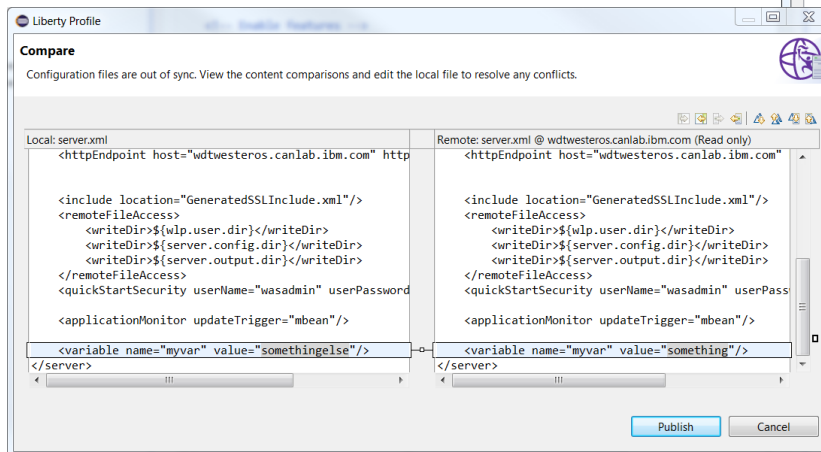 Liberty Profile
<!-- Enable features -->
Compare
Configuration files are out of sync. View the content comparisons and edit the local file to resolve any conflicts.
Local: server.xml
<httpEndpoint host="wdtwesteros.canlab.ibm.com" http
<include location="GeneratedSSLInclude.xml"/>
<remoteFileAccess>
<writeDir>${wlp.user.dir}</writeDir>
<writeDir>${server.config.dir}</writeDir>
<writeDir>${server.output.dir}</writeDir>
</remoteFileAccess>
<quickStartSecurity userName="wasadmin" userPassword
<applicationMonitor updateTrigger="mbean"/>
<variable name="myvar" value="somethingelse"/>
</server>
Remote: server.xml @ wdtwesteros.canlab.ibm.com (Read only)
<httpEndpoint host="wdtwesteros.canlab.ibm.com"
<include location="GeneratedSSLInclude.xml"/>
<remoteFileAccess>
<writeDir>${wlp.user.dir}</writeDir>
<writeDir>${server.config.dir}</writeDir>
<writeDir>${server.output.dir}</writeDir>
</remoteFileAccess>
<quickStartSecurity userName="wasadmin" userPass
<applicationMonitor updateTrigger="mbean"/>
<variable name="myvar" value="something"/>
</server>
Publish
Cancel